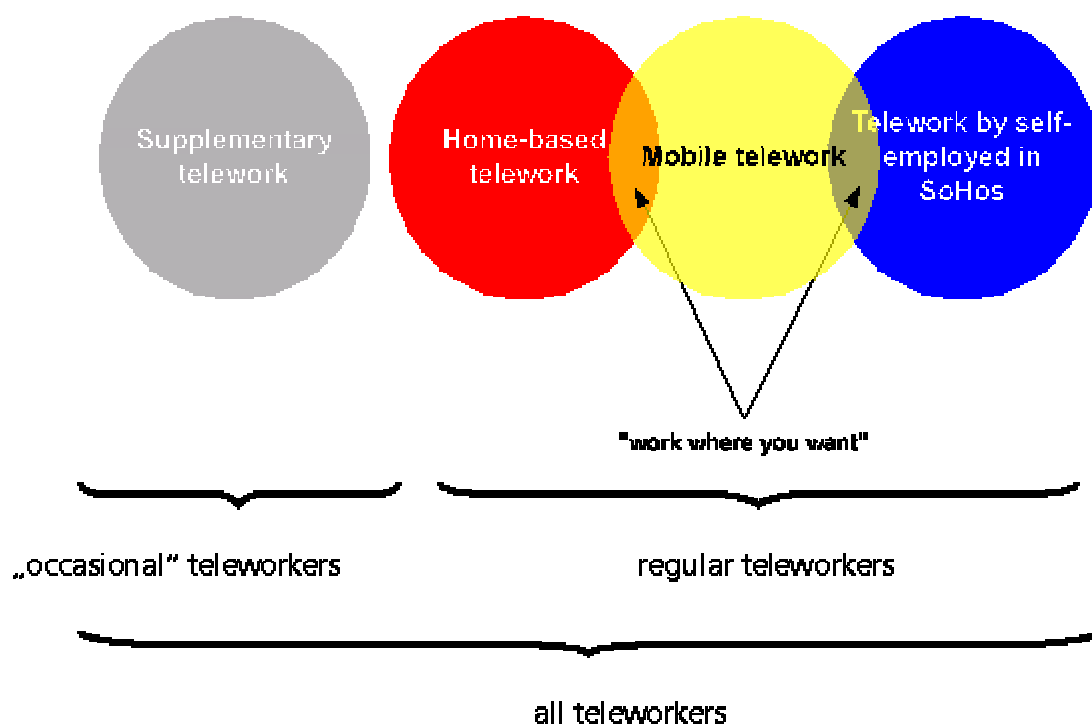 Supplementary
telework
Home-based
telework
Mobile telework
Telework by self-
employed in
SoHos
"work where you want"
„occasional“ teleworkers
regular teleworkers
all teleworkers